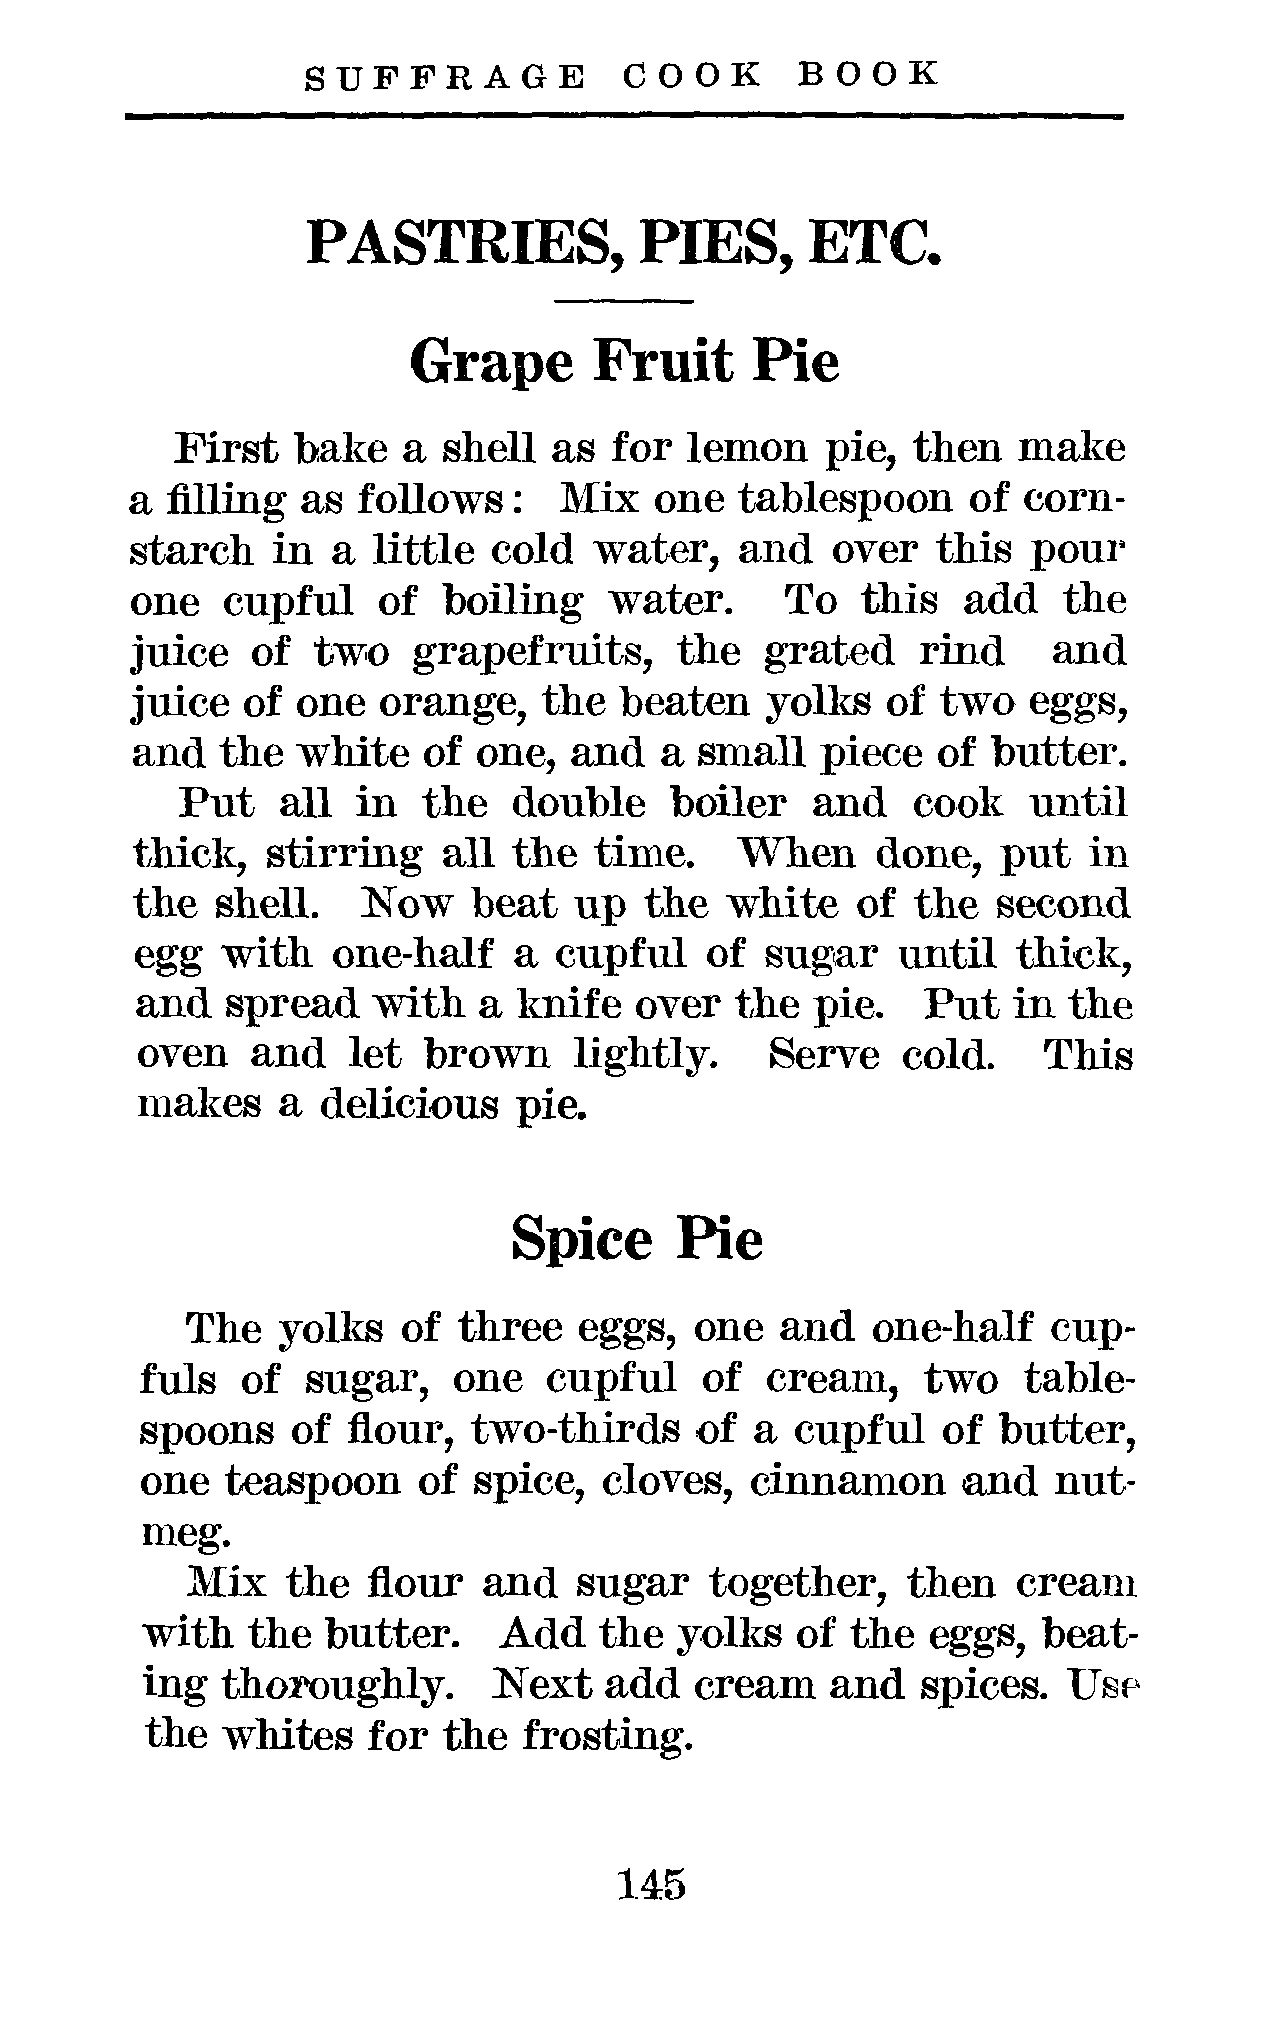 SUFFRAGE COOK BOOK
PASTRIES, PIES, ETC.
Grape Fruit Pie
First bake a shell as for lemon pie, then make
a filling as follows: Mix one tablespoon of corn-
starch in a little cold water, and over this pour
one cupful of boiling water. To this add the
juice of two grapefruits, the grated rind and
juice of one orange, the beaten yolks of two eggs,
and the white of one, and a small piece of butter.
Put all in the double boiler and cook until
thick, stirring all the time. When done, put in
the shell. Now beat up the white of the second
egg with one-half a cupful of sugar until thick,
and spread with a knife over the pie. Put in the
oven and let brown lightly. Serve cold. This
makes a delicious pie.
Spice Pie
The yolks of three eggs, one and one-half cup-
fuls of sugar, one cupful of cream, two table-
spoons of flour, two-thirds of a cupful of butter,
one teaspoon of spice, cloves, cinnamon and nut-
meg.
Mix the flour and sugar together, then cream
with the butter. Add the yolks of the eggs, beat-
ing thoroughly. Next add cream and spices. Use
the whites for the frosting.
145